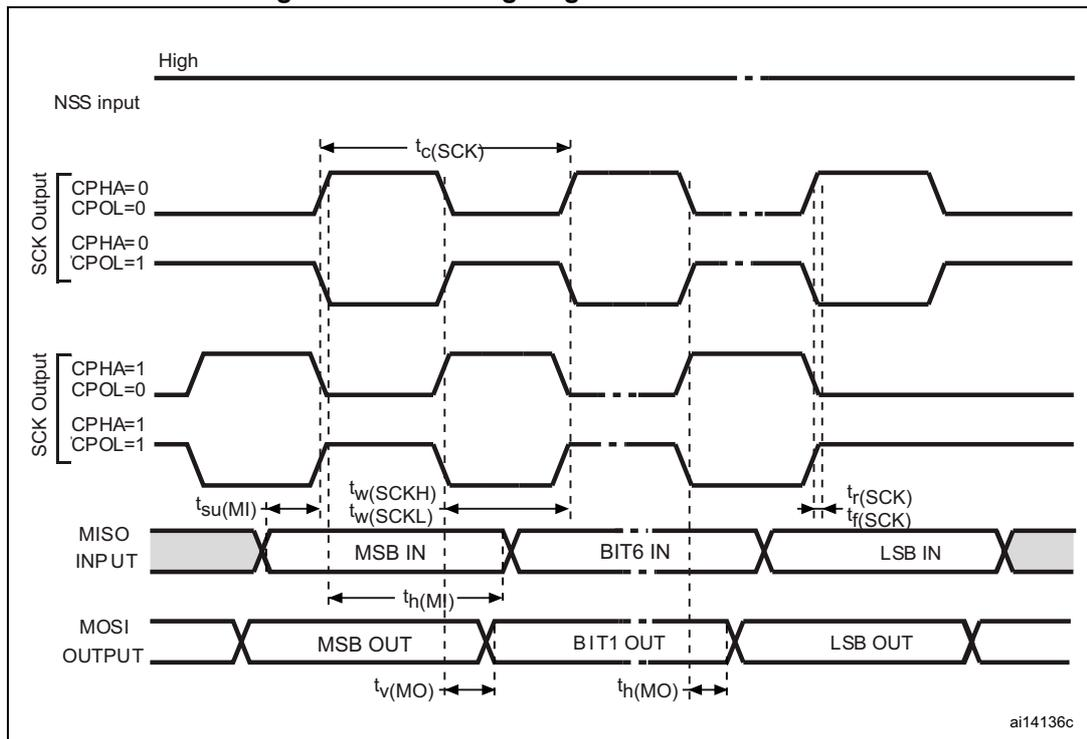 High
NSS input
tc(SCK)
SCK Output
CPHA=0
CPOL=0
CPHA=0
CPOL=1
SCK Output
CPHA=1
CPOL=0
CPHA=1
CPOL=1
tsu(MI)
tw(SCKH)
tw(SCKL)
tr(SCK)
tf(SCK)
MISO
INPUT
MSB IN
BIT6 IN
LSB IN
th(MI)
MOSI
OUTPUT
MSB OUT
BIT1 OUT
LSB OUT
tv(MO)
th(MO)
ai14136c